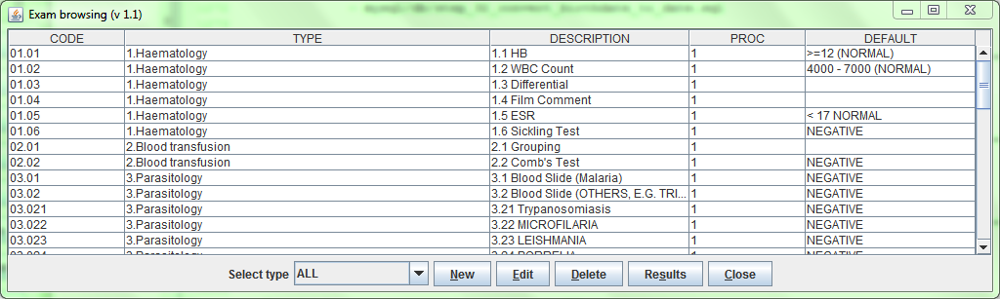 Exam browsing (v 1.1)
CODE TYPE DESCRIPTION PROC DEFAULT
01.01 1.Haematology 1.1 HB 1 >=12 (NORMAL)
01.02 1.Haematology 1.2 WBC Count 1 4000 - 7000 (NORMAL)
01.03 1.Haematology 1.3 Differential 1
01.04 1.Haematology 1.4 Film Comment 1
01.05 1.Haematology 1.5 ESR 1 < 17 NORMAL
01.06 1.Haematology 1.6 Sickling Test 1 NEGATIVE
02.01 2.Blood transfusion 2.1 Grouping 1
02.02 2.Blood transfusion 2.2 Comb's Test 1 NEGATIVE
03.01 3.Parasitology 3.1 Blood Slide (Malaria) 1 NEGATIVE
03.02 3.Parasitology 3.2 Blood Slide (OTHERS, E.G. TRI... 1 NEGATIVE
03.021 3.Parasitology 3.21 Trypanosomiasis 1 NEGATIVE
03.022 3.Parasitology 3.22 MICROFILARIA 1 NEGATIVE
03.023 3.Parasitology 3.23 LEISHMANIA 1 NEGATIVE
Select type ALL New Edit Delete Results Close